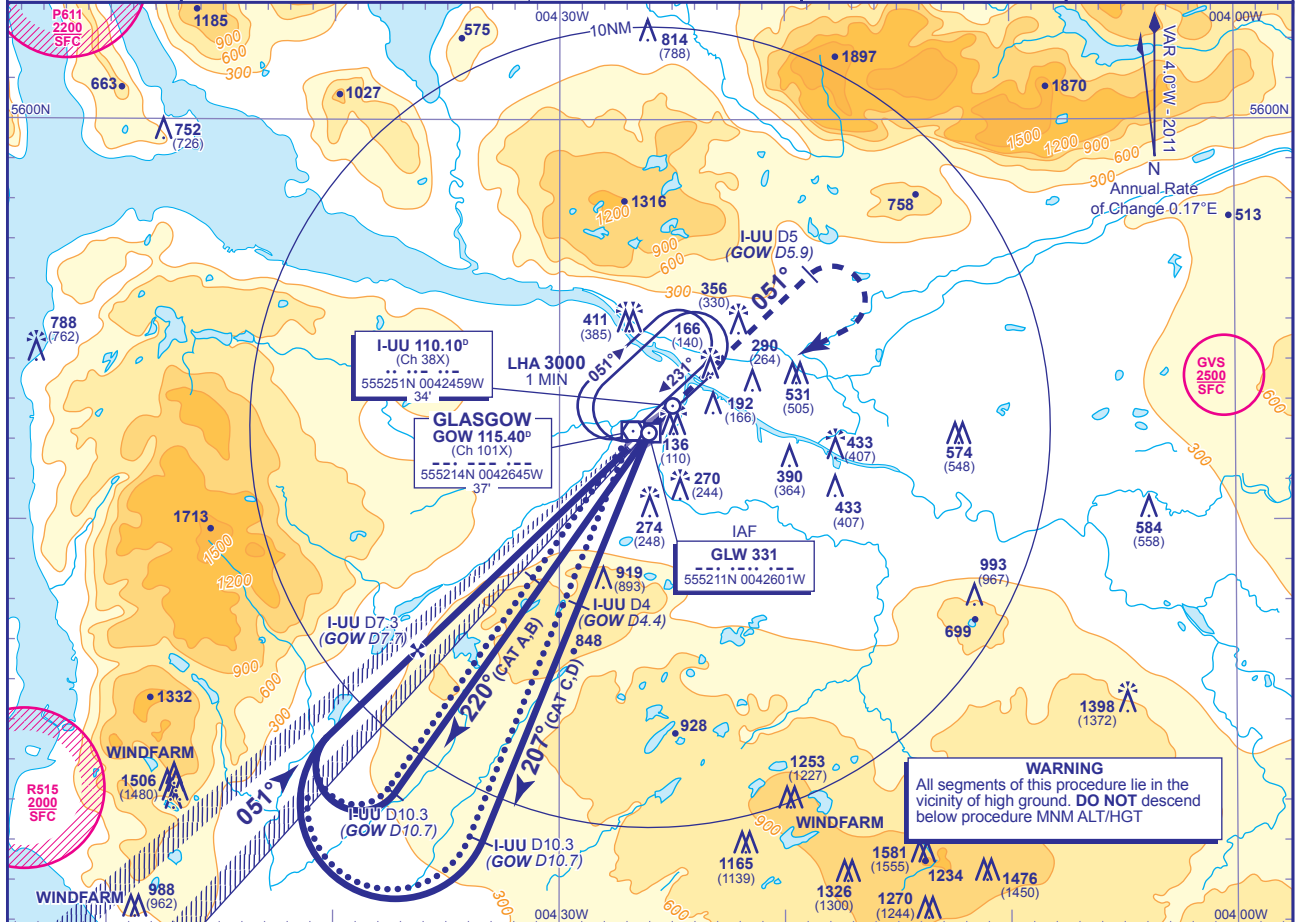 P611
2200
SFC
1185
900
600
300
575
004 30W
10NM
814
(788)
1897
1870
004 00W
VAR 4.0°W - 2011
N
Annual Rate
of Change 0.17°E
663
1027
5600N
5600N
752
(726)
1500
1200
900
600
300
1316
1200
900
600
300
758
513
I-UU D5
(GOW D5.9)
051°
788
(762)
411
(385)
356
(330)
166
(140)
290
(264)
I-UU 110.10ᴰ
(Ch 38X)
555251N 0042459W
34'
LHA 3000
1 MIN
051°
231°
192
(166)
531
(505)
GVS
2500
SFC
600
300
GLASGOW
GOW 115.40ᴰ
(Ch 101X)
555214N 0042645W
37'
136
(110)
433
(407)
574
(548)
270
(244)
390
(364)
433
(407)
274
(248)
584
(558)
IAF
GLW 331
555211N 0042601W
1713
1500
1200
900
600
300
919
(893)
993
(967)
699
I-UU D4
(GOW D4.4)
848
I-UU D7.3
(GOW D7.7)
220° (CAT A,B)
207° (CAT C,D)
1332
928
1398
(1372)
WINDFARM
1506
(1480)
R515
2000
SFC
051°
I-UU D10.3
(GOW D10.7)
I-UU D10.3
(GOW D10.7)
1253
(1227)
WINDFARM
900
WARNING
All segments of this procedure lie in the
vicinity of high ground. DO NOT descend
below procedure MNM ALT/HGT
1165
(1139)
1326
(1300)
1581
(1555)
1234
1476
(1450)
1270
(1244)
WINDFARM
988
(962)
300
004 30W
600
004 00W